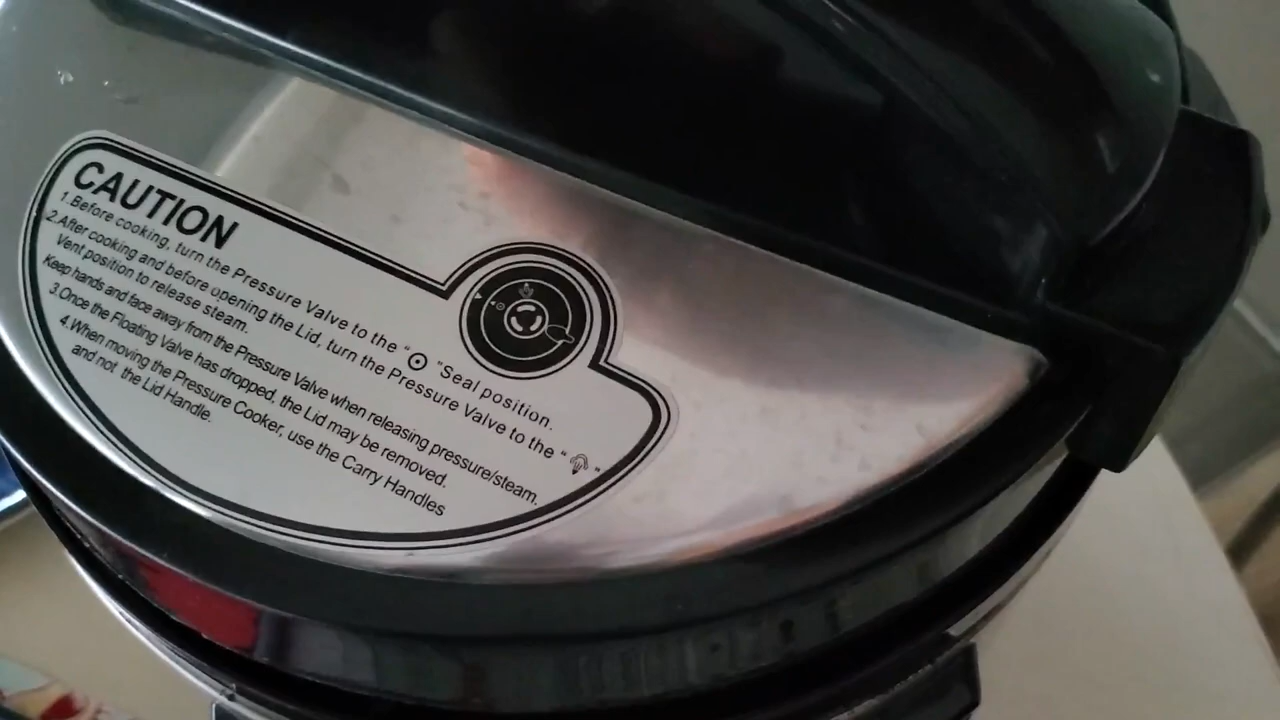 CAUTION
1.Before cooking, turn the Pressure Valve to the "⊙ "Seal position.
2.After cooking and before opening the Lid, turn the Pressure Valve to the " "
Vent position to release steam.
Keep hands and face away from the Pressure Valve when releasing pressure/steam.
3.Once the Floating Valve has dropped, the Lid may be removed.
4.When moving the Pressure Cooker, use the Carry Handles
and not the Lid Handle.